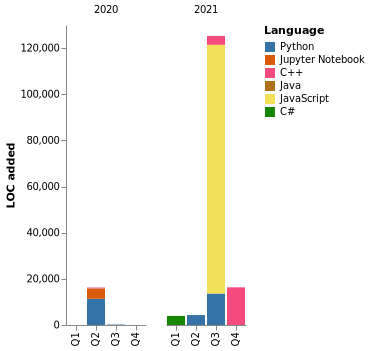 2020
2021
Language
Python
Jupyter Notebook
C++
Java
JavaScript
C#
LOC added
120,000
100,000
80,000
60,000
40,000
20,000
0
Q1
Q2
Q3
Q4
Q1
Q2
Q3
Q4